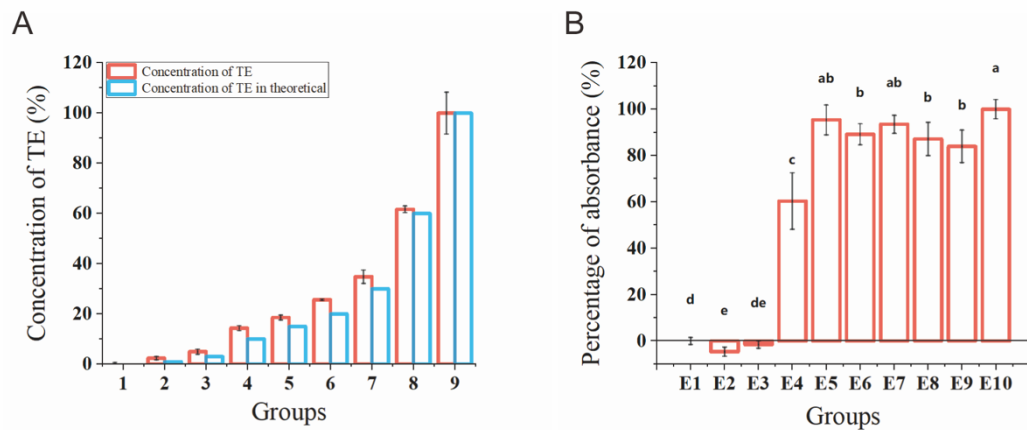 A
Concentration of TE (%)
120
100
80
60
40
20
0
Concentration of TE
Concentration of TE in theoretical
1 2 3 4 5 6 7 8 9
Groups
B
Percentage of absorbance (%)
120
100
80
60
40
20
0
d e de c ab b ab b b a
E1 E2 E3 E4 E5 E6 E7 E8 E9 E10
Groups